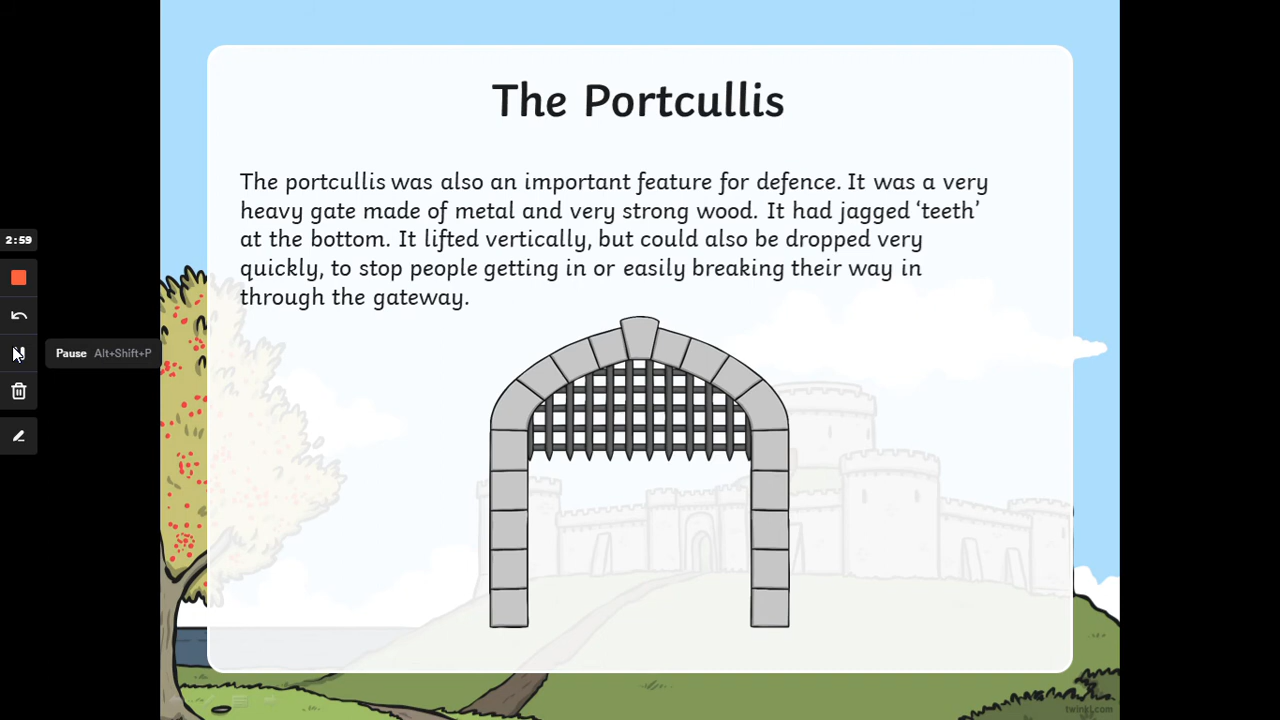 The Portcullis
The portcullis was also an important feature for defence. It was a very
heavy gate made of metal and very strong wood. It had jagged ‘teeth’
at the bottom. It lifted vertically, but could also be dropped very
quickly, to stop people getting in or easily breaking their way in
through the gateway.
2:59
Pause Alt+Shift+P
twinkl.com